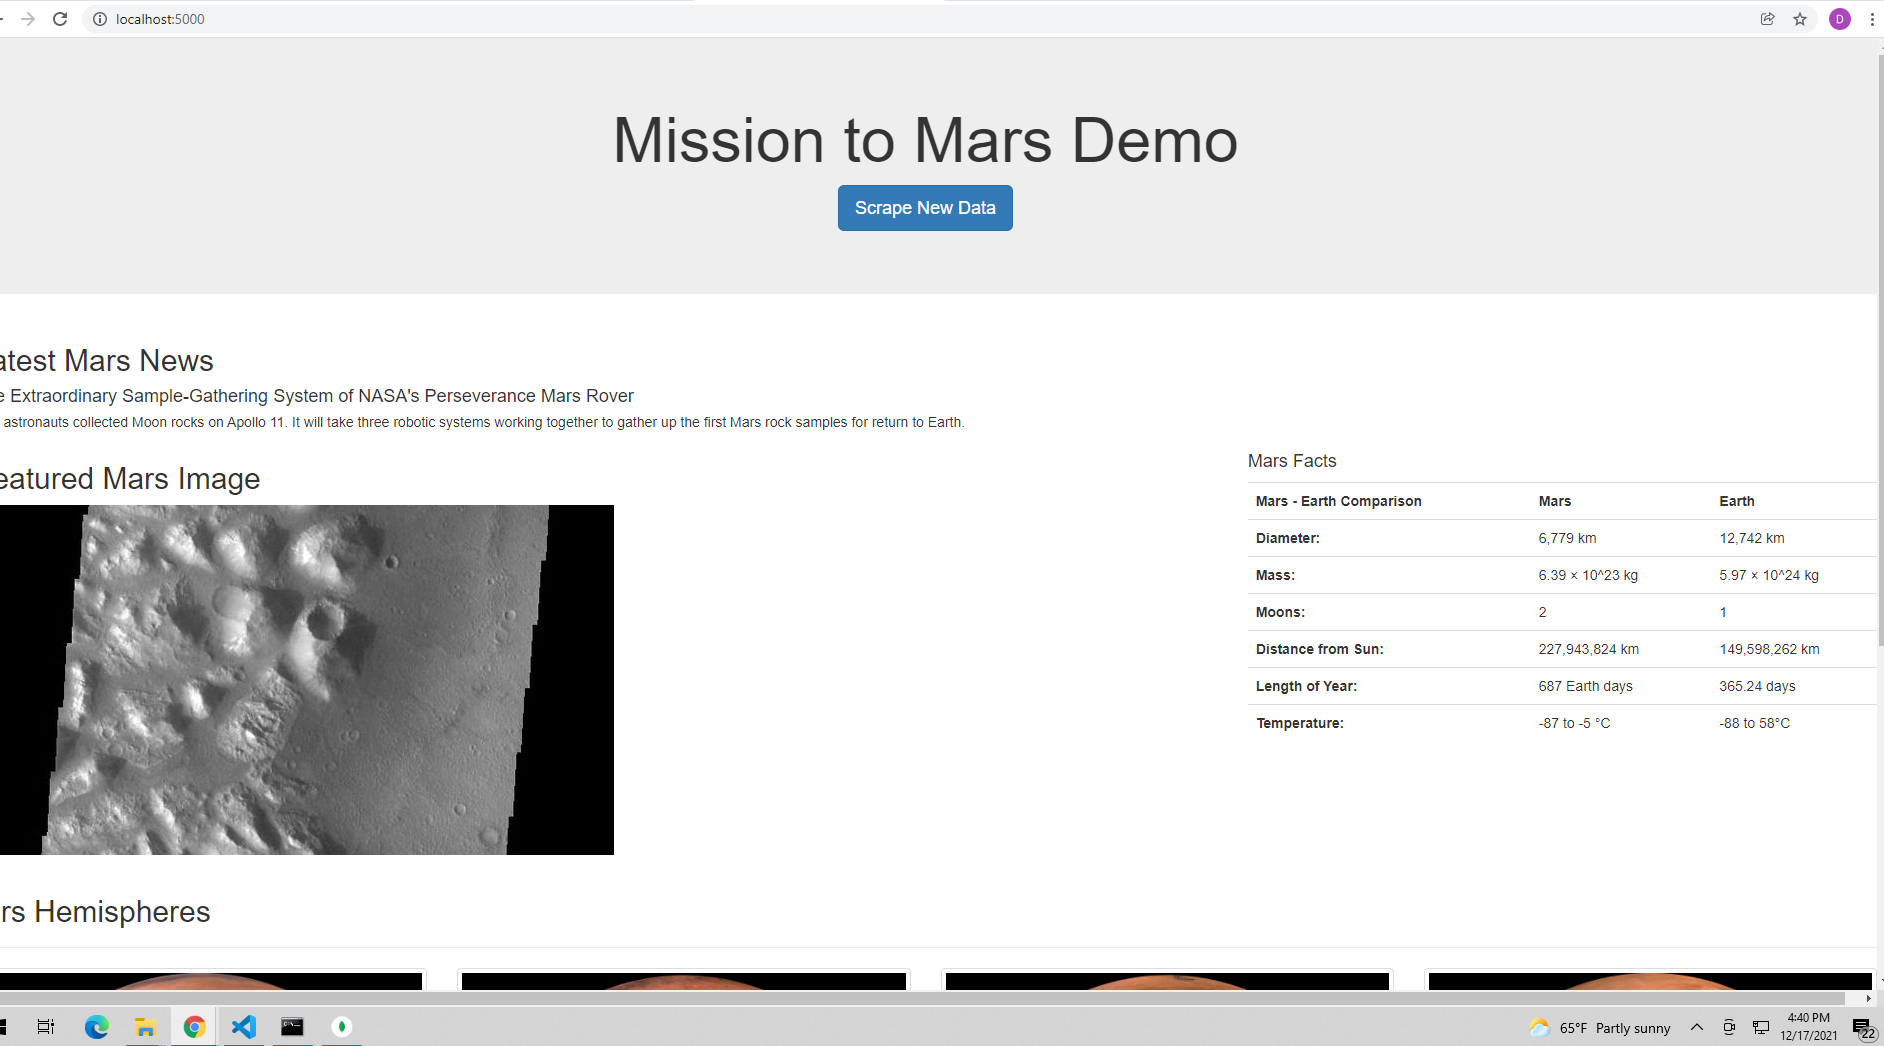 localhost:5000
D
Mission to Mars Demo
Scrape New Data
atest Mars News
e Extraordinary Sample-Gathering System of NASA's Perseverance Mars Rover
astronauts collected Moon rocks on Apollo 11. It will take three robotic systems working together to gather up the first Mars rock samples for return to Earth.
eatured Mars Image
Mars Facts
Mars - Earth Comparison Mars Earth
Diameter: 6,779 km 12,742 km
Mass: 6.39 × 10^23 kg 5.97 × 10^24 kg
Moons: 2 1
Distance from Sun: 227,943,824 km 149,598,262 km
Length of Year: 687 Earth days 365.24 days
Temperature: -87 to -5 °C -88 to 58°C
rs Hemispheres
65°F Partly sunny
4:40 PM
12/17/2021
22